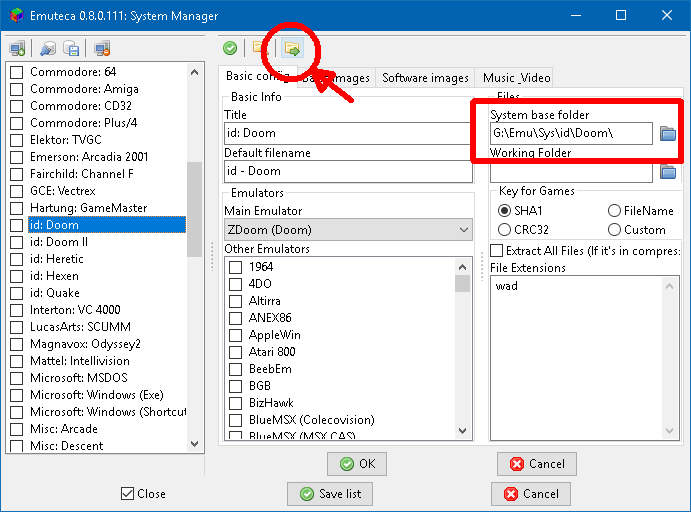 Emuteca 0.8.0.111: System Manager
Commodore: 64
Commodore: Amiga
Commodore: CD32
Commodore: Plus/4
Elektor: TVGC
Emerson: Arcadia 2001
Fairchild: Channel F
GCE: Vectrex
Hartung: GameMaster
id: Doom
id: Doom II
id: Heretic
id: Hexen
id: Quake
Interton: VC 4000
LucasArts: SCUMM
Magnavox: Odyssey2
Mattel: Intellivision
Microsoft: MSDOS
Microsoft: Windows (Exe)
Microsoft: Windows (Shortcut
Misc: Arcade
Misc: Descent
Basic config
images
Software images
Music _Video
Basic Info
Title
id: Doom
Default filename
id - Doom
Emulators
Main Emulator
ZDoom (Doom)
Other Emulators
1964
4DO
Altirra
ANEX86
AppleWin
Atari 800
BeebEm
BGB
BizHawk
BlueMSX (Colecovision)
BlueMSX (MSX CAS)
Files
System base folder
G:\Emu\Sys\id\Doom\
Working Folder
Key for Games
SHA1
FileName
CRC32
Custom
Extract All Files (If it's in compres:
File Extensions
wad
OK
Cancel
Close
Save list
Cancel